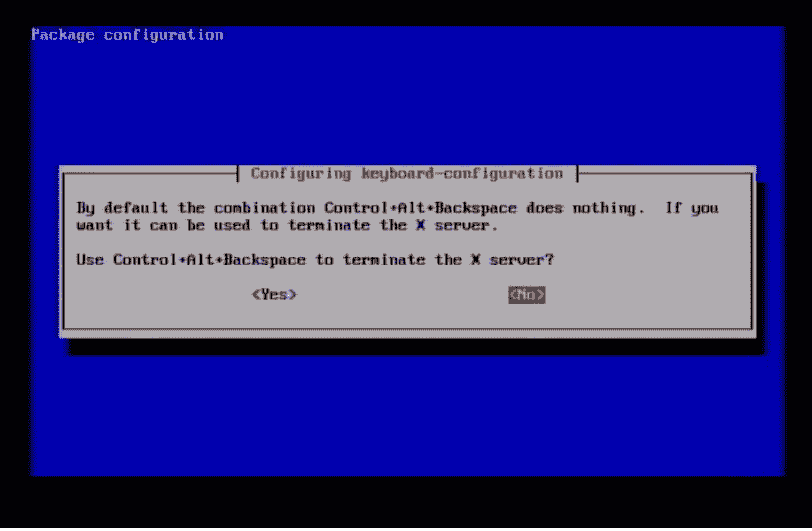 Package configuration
Configuring keyboard-configuration
By default the combination Control+Alt+Backspace does nothing.  If you
want it can be used to terminate the X server.
Use Control+Alt+Backspace to terminate the X server?
<Yes> <No>